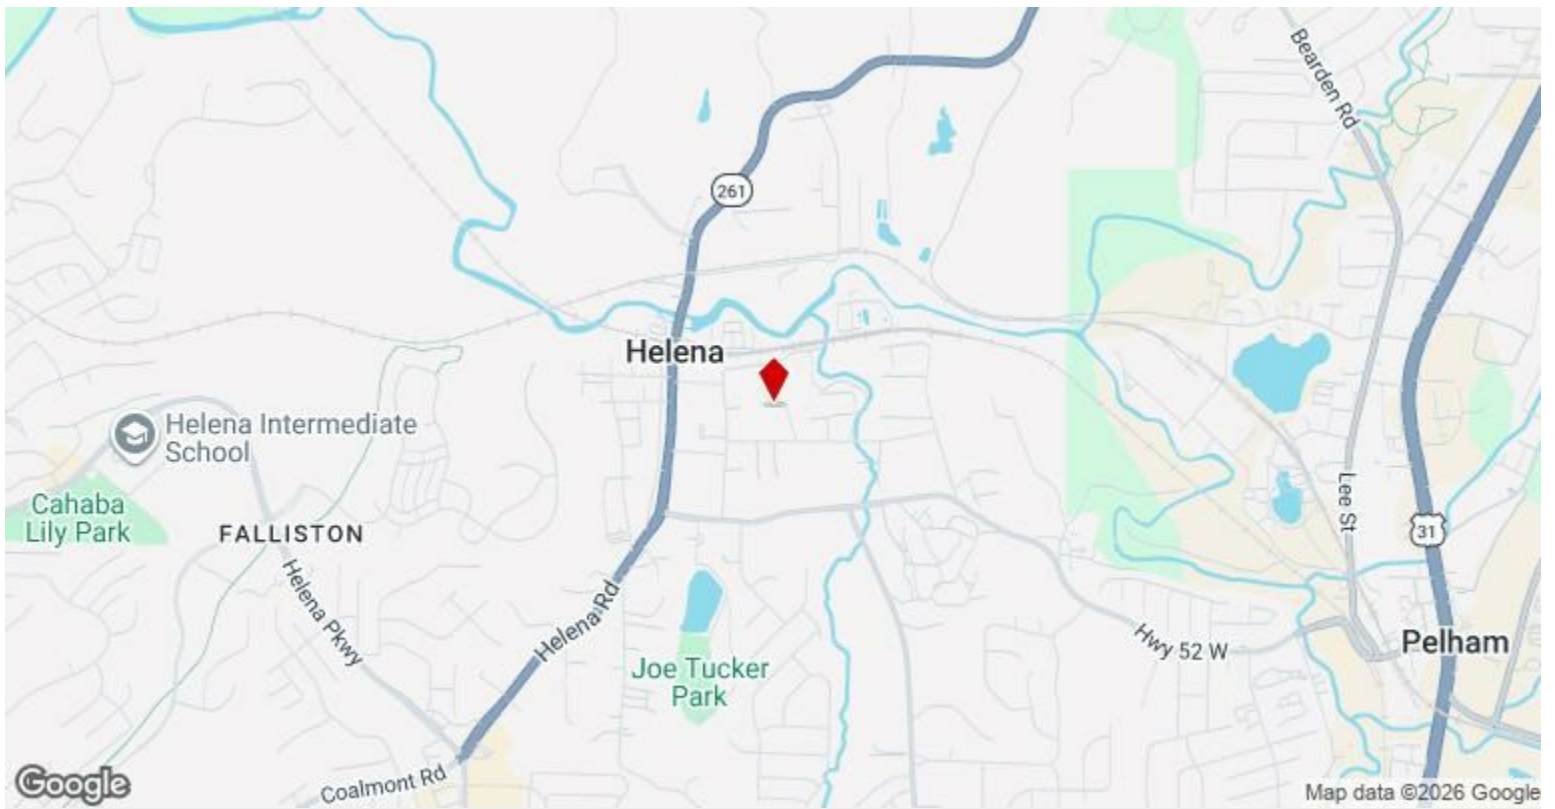 Bearden Rd
261
Helena
Helena Intermediate
School
Cahaba
Lily Park
FALLISTON
Lee St
31
Helena Pkwy
Helena Rd
Hwy 52 W
Pelham
Joe Tucker
Park
Coalmont Rd
Google
Map data ©2026 Google